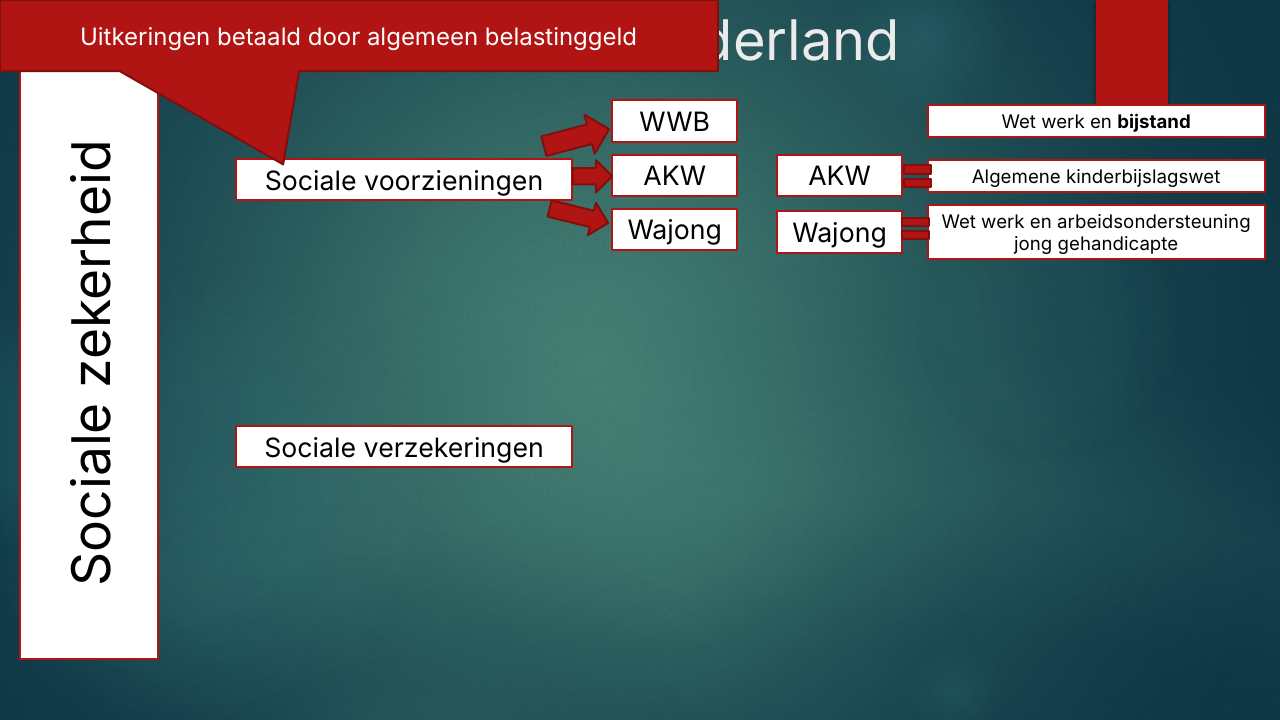 Uitkeringen betaald door algemeen belastinggeld
Sociale zekerheid
Sociale voorzieningen
WWB
AKW
Wajong
AKW
Wajong
Wet werk en bijstand
Algemene kinderbijslagswet
Wet werk en arbeidsondersteuning
jong gehandicapte
Sociale verzekeringen